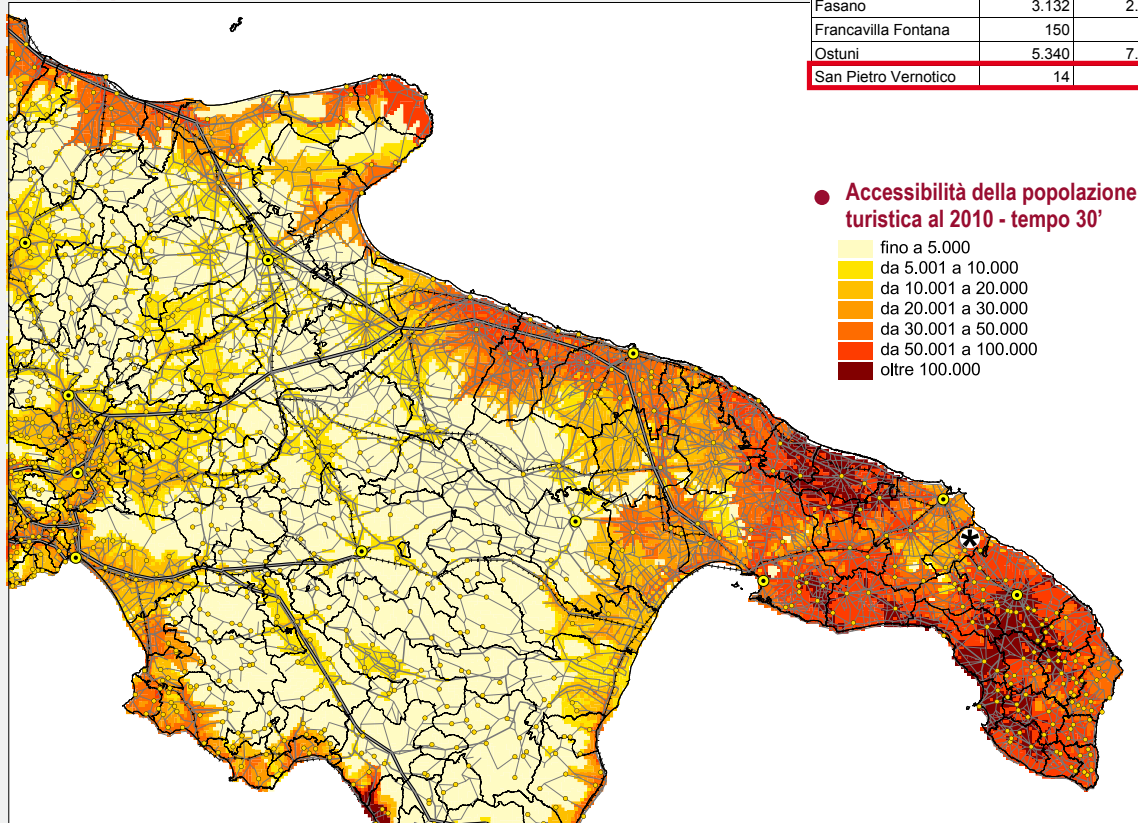 Fasano 3.132 2.
Francavilla Fontana 150
Ostuni 5.340 7.
San Pietro Vernotico 14
Accessibilità della popolazione
turistica al 2010 - tempo 30’
fino a 5.000
da 5.001 a 10.000
da 10.001 a 20.000
da 20.001 a 30.000
da 30.001 a 50.000
da 50.001 a 100.000
oltre 100.000
*